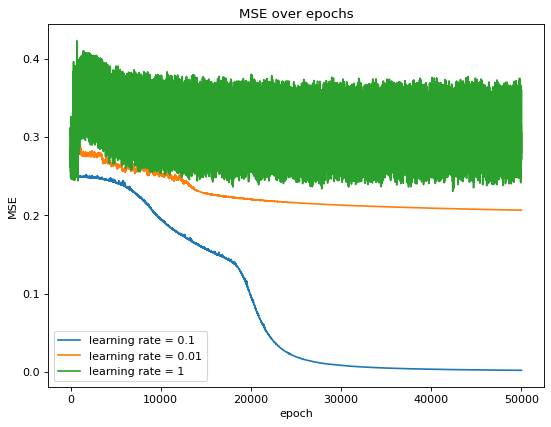 MSE over epochs
MSE
0.4
0.3
0.2
0.1
0.0
learning rate = 0.1
learning rate = 0.01
learning rate = 1
0 10000 20000 30000 40000 50000
epoch